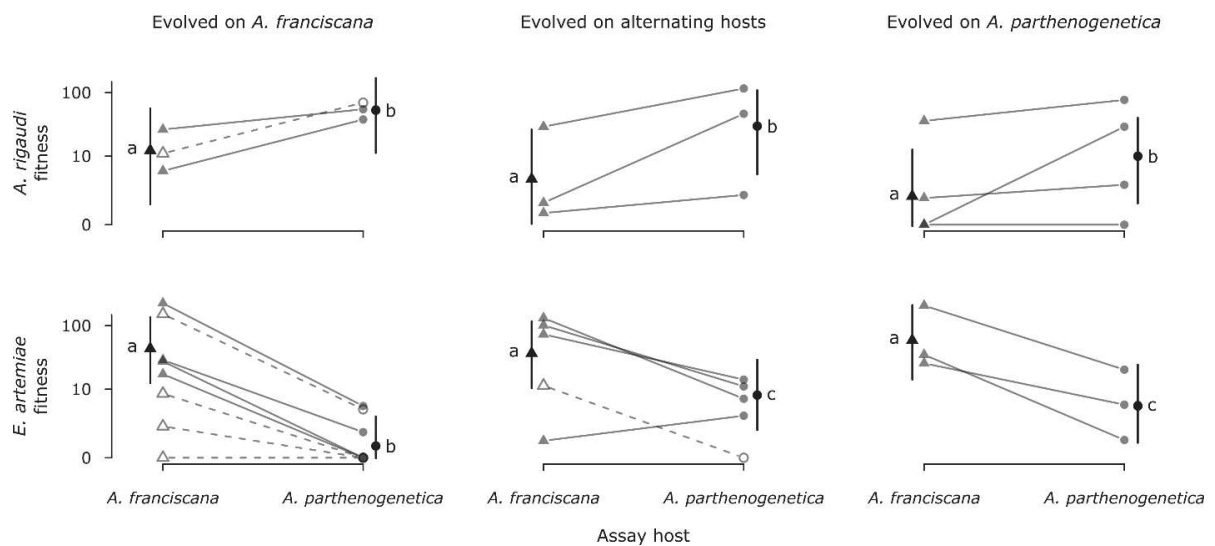 Evolved on A. franciscana
Evolved on alternating hosts
Evolved on A. parthenogenetica
A. rigaudi
fitness
100
10
0
a
b
a
b
a
b
E. artemiae
fitness
100
10
0
a
b
a
c
a
c
A. franciscana
A. parthenogenetica
A. franciscana
A. parthenogenetica
A. franciscana
A. parthenogenetica
Assay host